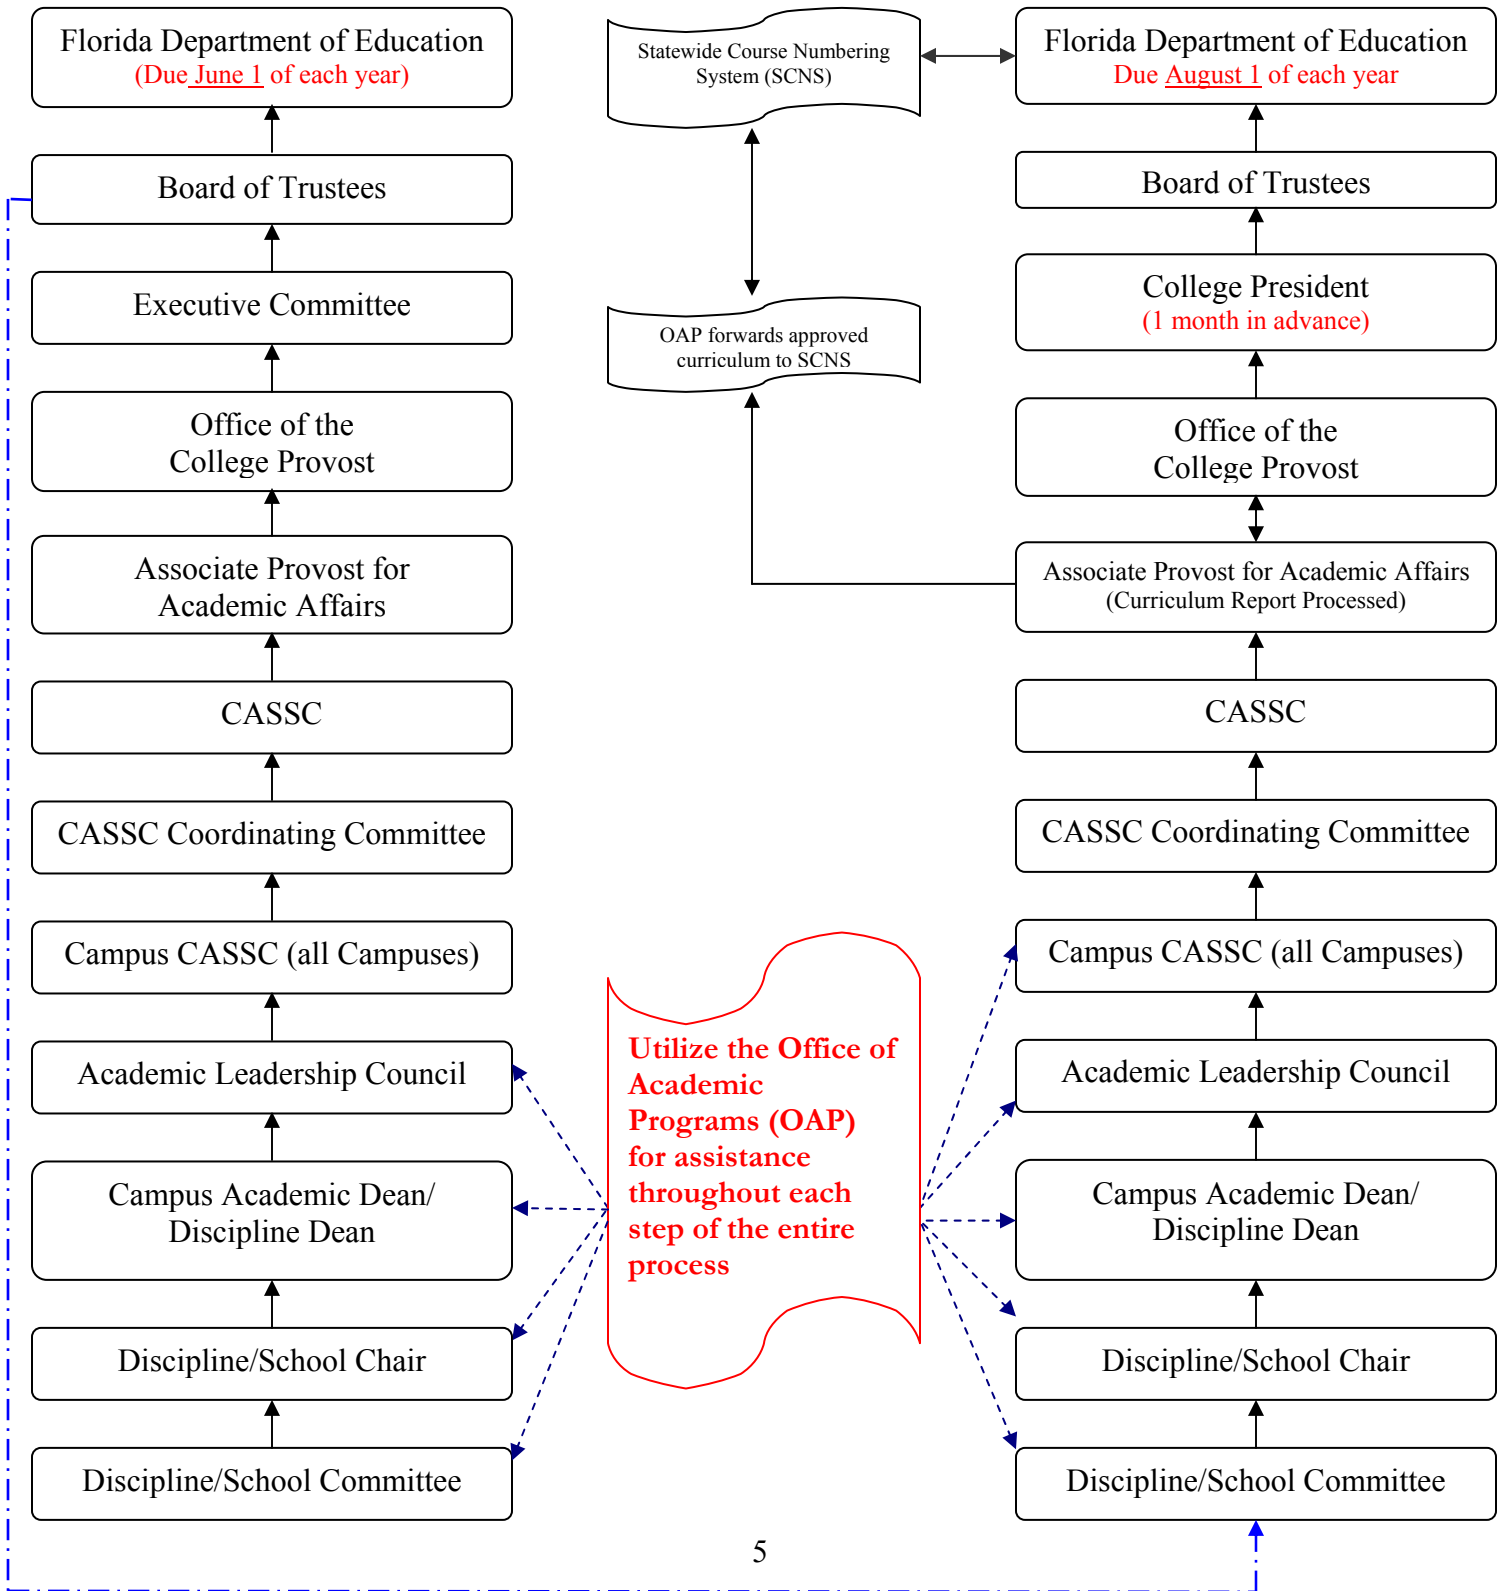 Florida Department of Education
(Due June 1 of each year)
Board of Trustees
Executive Committee
Office of the
College Provost
Associate Provost for
Academic Affairs
CASSC
CASSC Coordinating Committee
Campus CASSC (all Campuses)
Academic Leadership Council
Campus Academic Dean/
Discipline Dean
Discipline/School Chair
Discipline/School Committee
Statewide Course Numbering
System (SCNS)
OAP forwards approved
curriculum to SCNS
Utilize the Office of
Academic
Programs (OAP)
for assistance
throughout each
step of the entire
process
Florida Department of Education
Due August 1 of each year
Board of Trustees
College President
(1 month in advance)
Office of the
College Provost
Associate Provost for Academic Affairs
(Curriculum Report Processed)
CASSC
CASSC Coordinating Committee
Campus CASSC (all Campuses)
Academic Leadership Council
Campus Academic Dean/
Discipline Dean
Discipline/School Chair
Discipline/School Committee
5